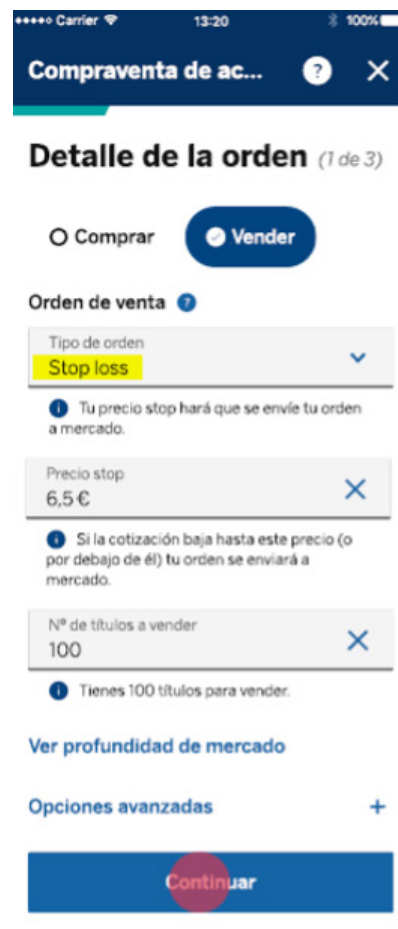 Carrier 13:20 100%
Compraventa de ac... ?
Detalle de la orden (1 de 3)
Comprar Vender
Orden de venta ?
Tipo de orden
Stop loss
i Tu precio stop hará que se envíe tu orden
a mercado.
Precio stop
6,5 €
i Si la cotización baja hasta este precio (o
por debajo de él) tu orden se enviará a
mercado.
Nº de títulos a vender
100
i Tienes 100 títulos para vender.
Ver profundidad de mercado
Opciones avanzadas +
Continuar